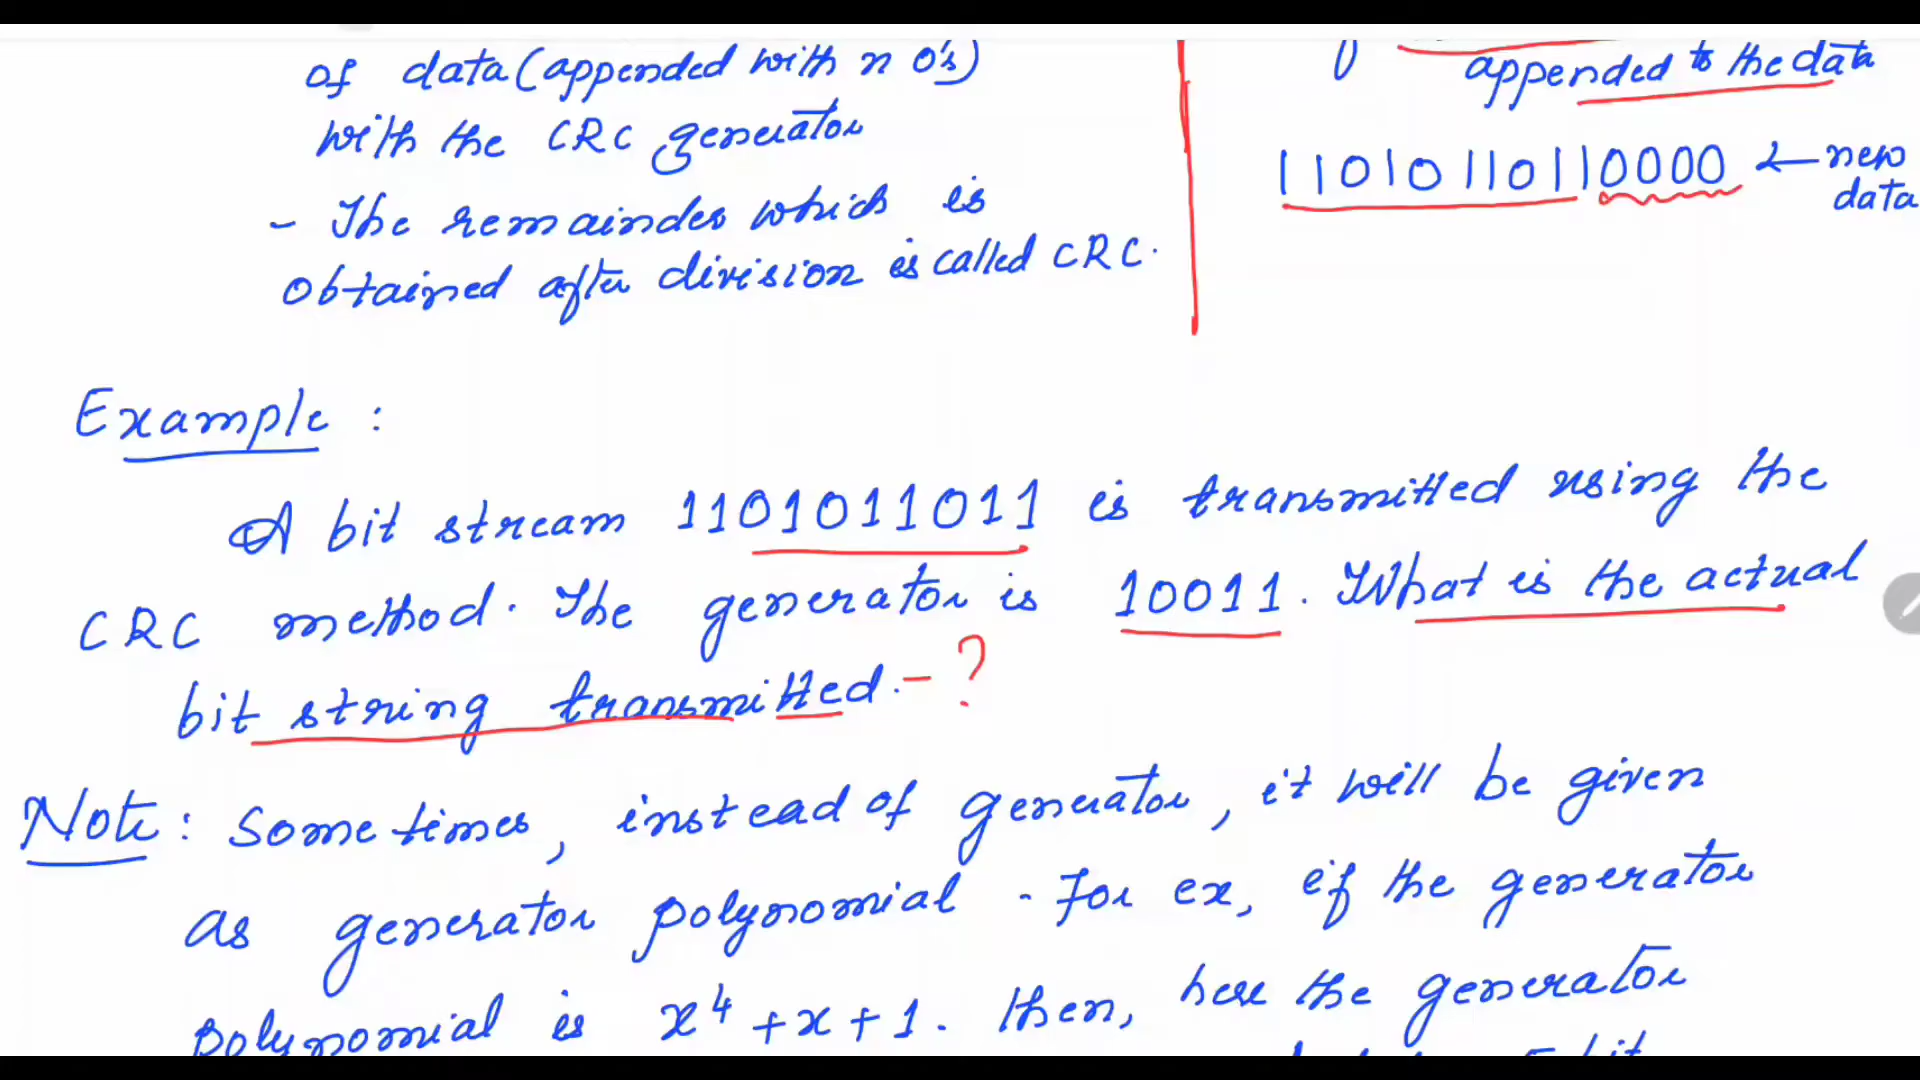 of data (appended with n 0's)
with the CRC generator
- The remainder which is
obtained after division is called CRC.
appended to the data
11010110110000 ← new
data
Example :
A bit stream 1101011011 is transmitted using the
CRC method. The generator is 10011. What is the actual
bit string transmitted. - ?
Note : Some times, instead of generator, it will be given
as generator polynomial. For ex, if the generator
polynomial is x⁴ + x + 1. Then, here the generator